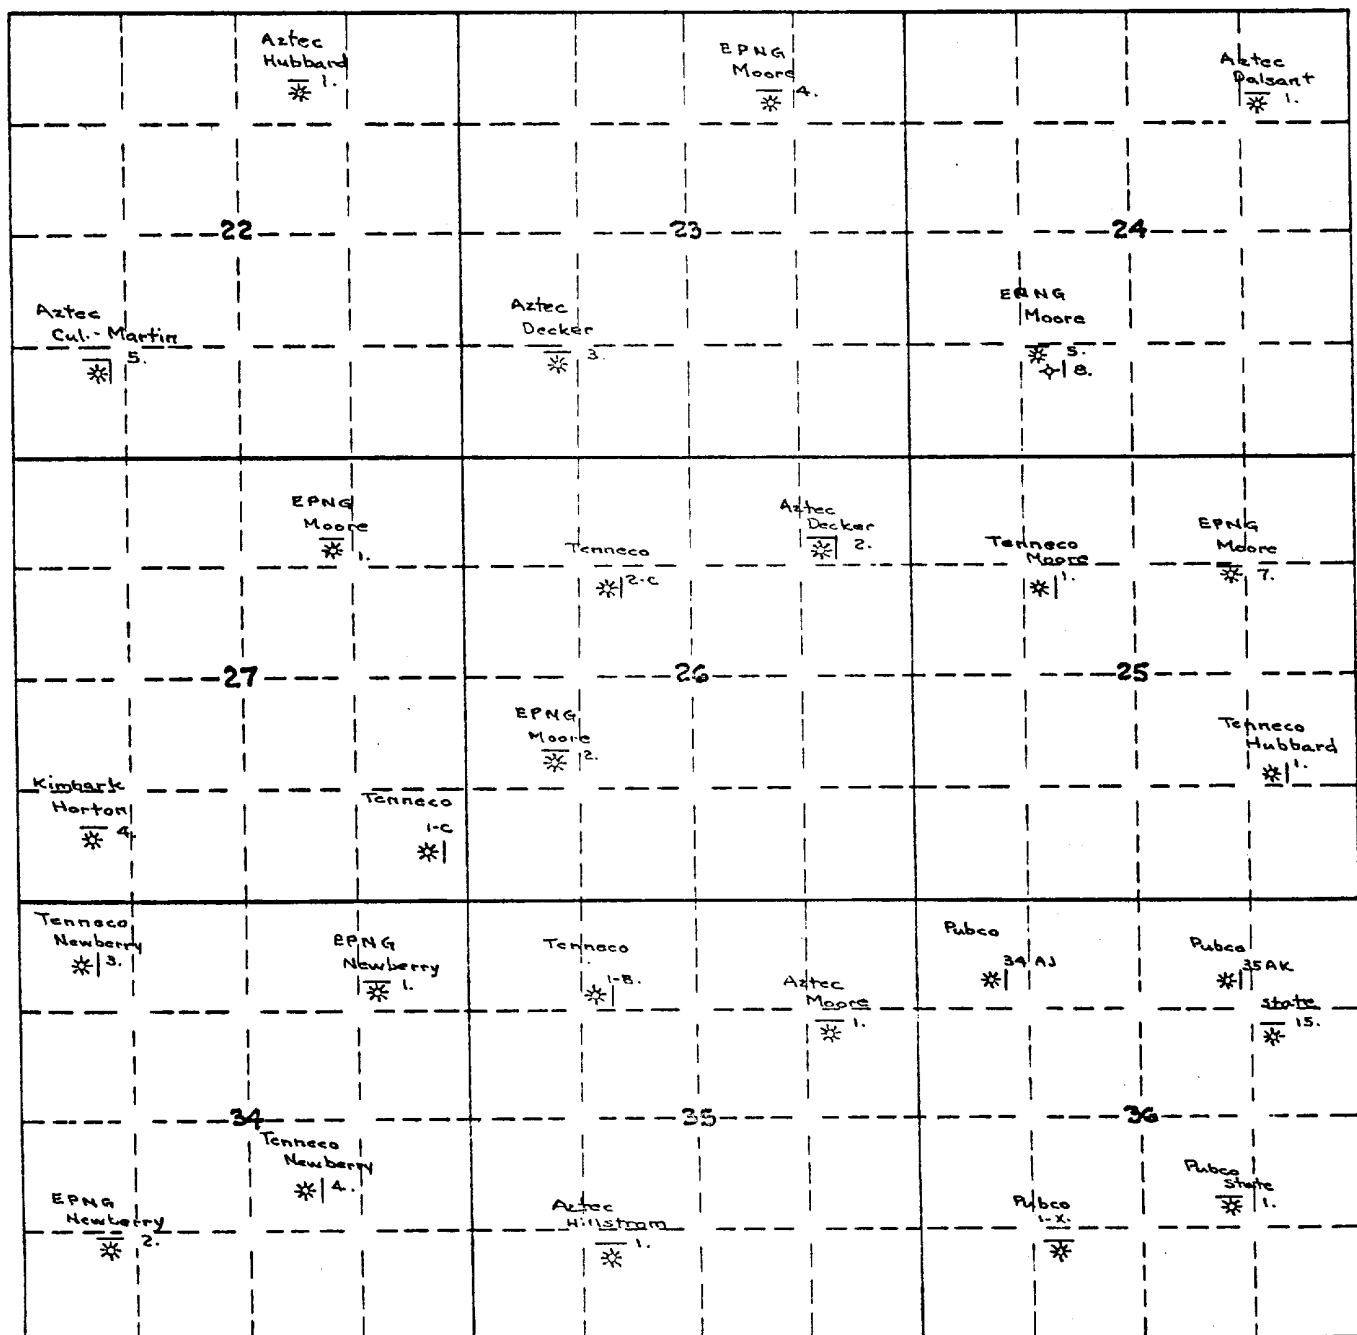 Aztec
Hubbard
1.
EPNG
Moore
4.
Aztec
Dalsant
1.
22
23
24
Aztec
Cul.-Martin
5.
Aztec
Decker
3.
EPNG
Moore
5.
8.
EPNG
Moore
1.
Tenneco
2-C
Aztec
Decker
2.
Tenneco
Moore
1.
EPNG
Moore
7.
27
26
25
EPNG
Moore
2.
Tenneco
Hubbard
1.
Kimbark
Horton
4.
Tenneco
1-C
Tenneco
Newberry
3.
EPNG
Newberry
1.
Tenneco
1-B.
Aztec
Moore
1.
Pubco
34 AJ
Pubco
35 AK
State
15.
34
35
36
Tenneco
Newberry
4.
EPNG
Newberry
2.
Aztec
Hillstrom
1.
Pubco
1-X.
Pubco
State
1.